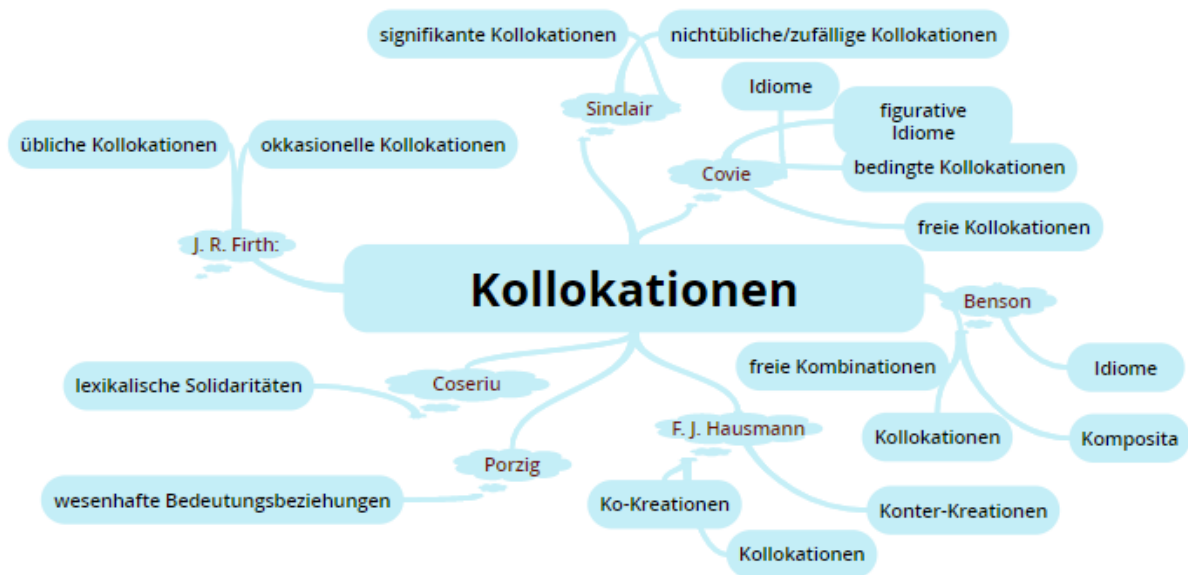 signifikante Kollokationen
nichtübliche/zufällige Kollokationen
Sinclair
Idiome
figurative
Idiome
Covie
bedingte Kollokationen
freie Kollokationen
übliche Kollokationen
okkasionelle Kollokationen
J. R. Firth:
Kollokationen
Benson
freie Kombinationen
Idiome
Kollokationen
Komposita
lexikalische Solidaritäten
Coseriu
F. J. Hausmann
Porzig
wesenhafte Bedeutungsbeziehungen
Ko-Kreationen
Konter-Kreationen
Kollokationen